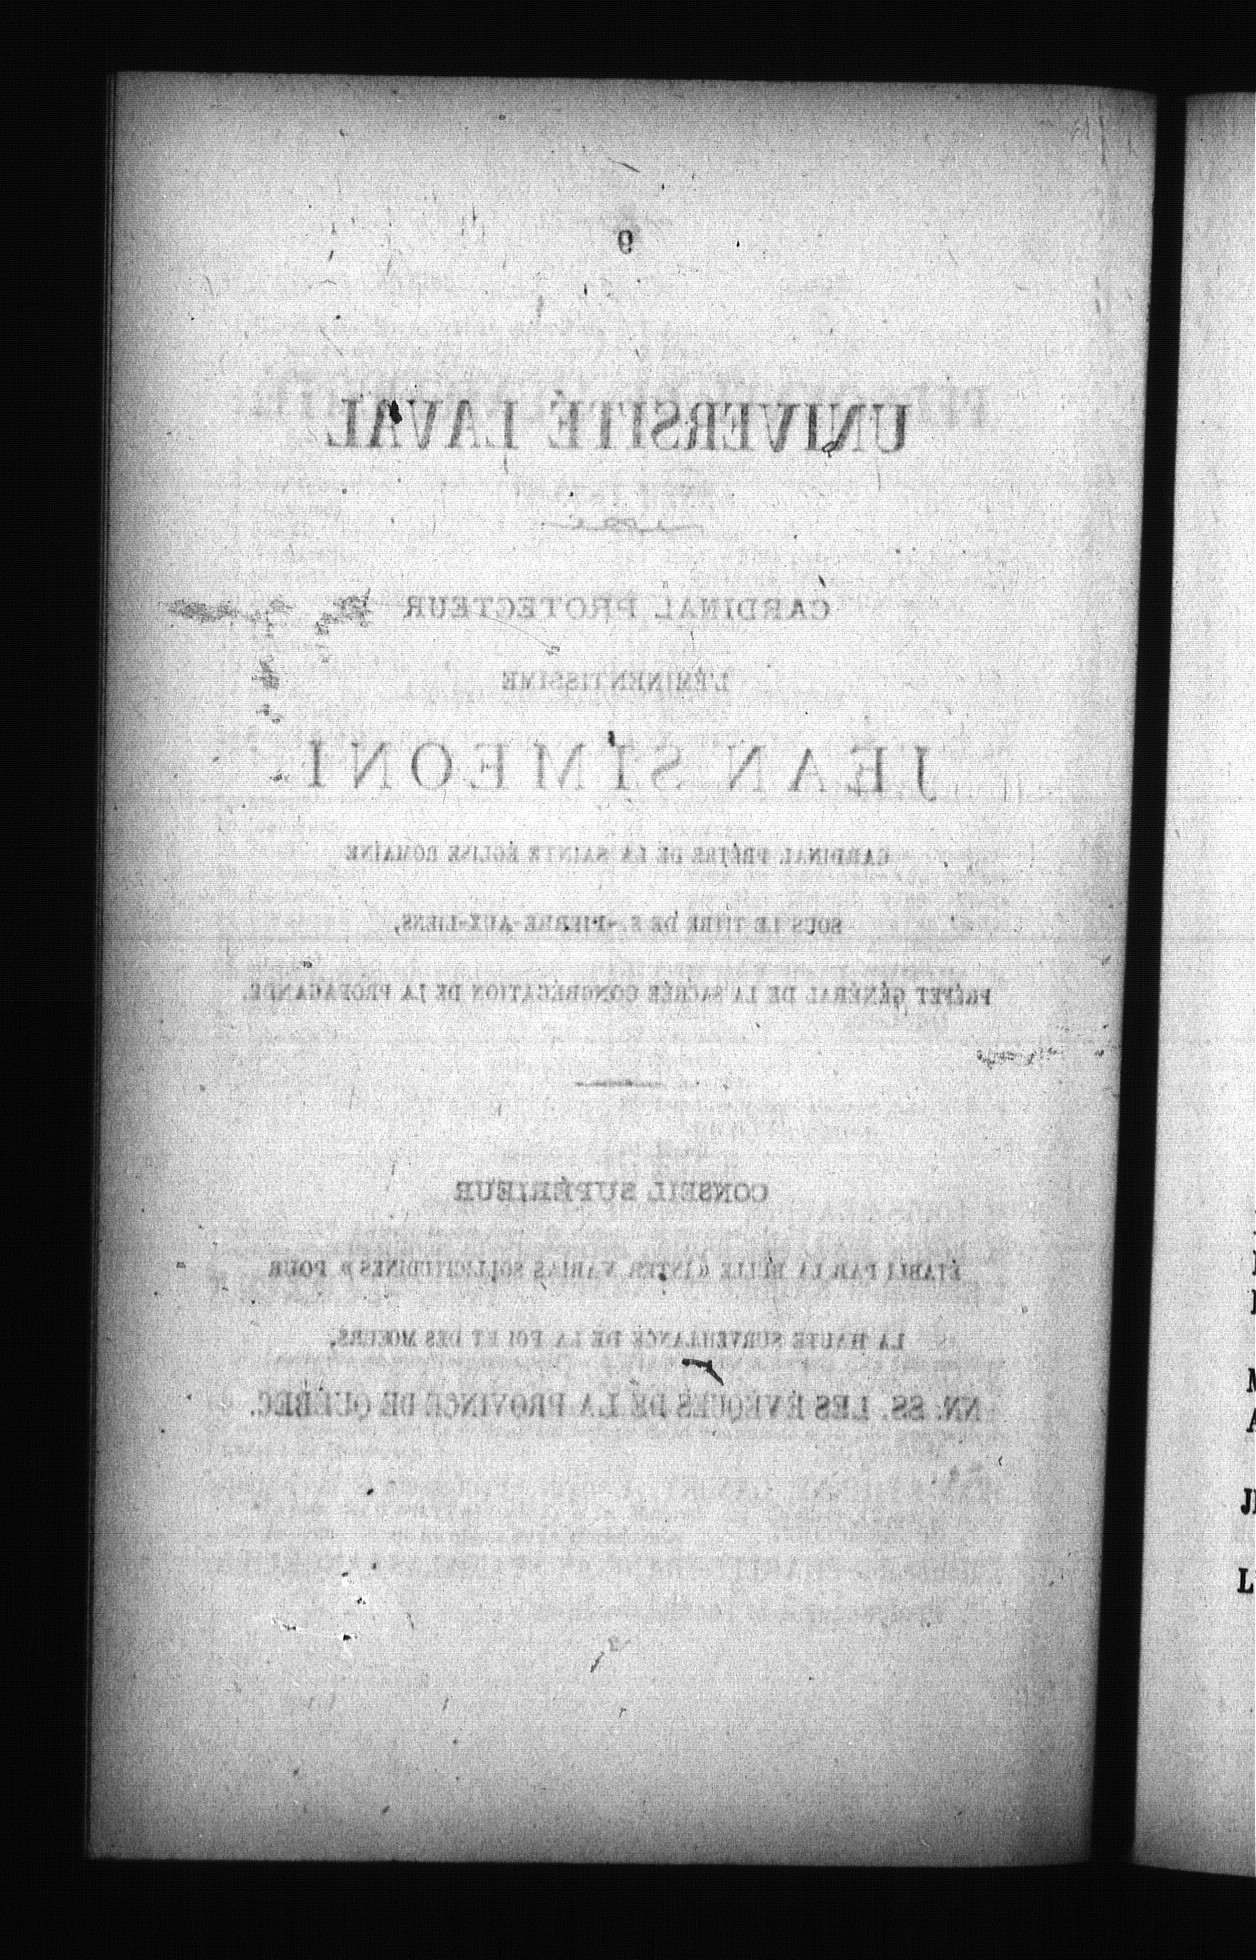 9
UNIVERSITÉ LAVAL
CARDINAL PROTECTEUR
L'ÉMINENTISSIME
JEAN SIMEONI
CARDINAL PRÊTRE DE LA SAINTE ÉGLISE ROMAINE
SOUS LE TITRE DE S.-PIERRE-AUX-LIENS,
PRÉFET GÉNÉRAL DE LA SACRÉE CONGRÉGATION DE LA PROPAGANDE.
CONSEIL SUPÉRIEUR
ÉTABLI PAR LA BULLE « INTER VARIAS SOLLICITUDINES » POUR
LA HAUTE SURVEILLANCE DE LA FOI ET DES MŒURS.
NN. SS. LES ÉVÊQUES DE LA PROVINCE DE QUÉBEC.